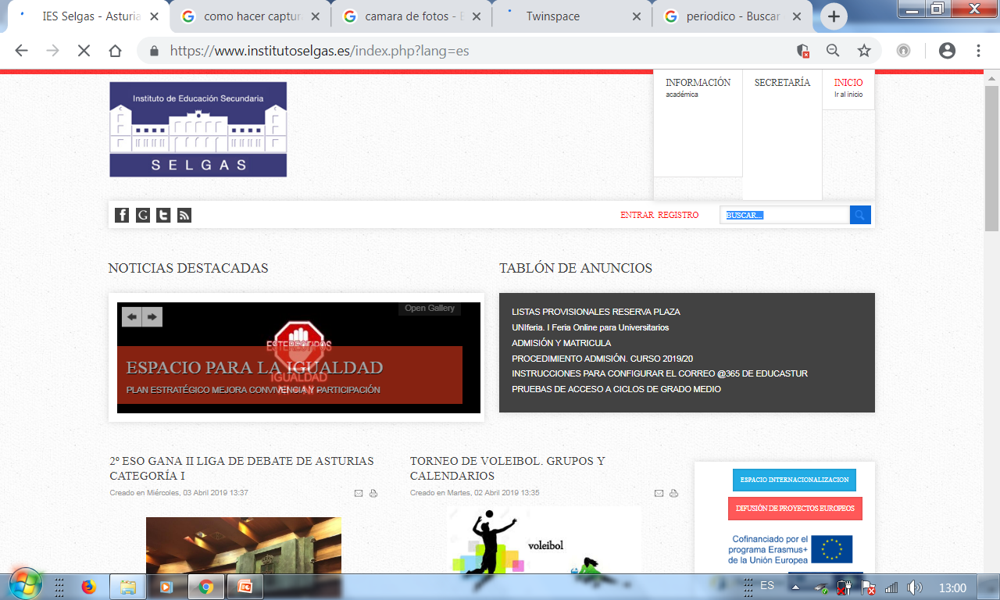 IES Selgas - Asturia
como hacer captur
camara de fotos - B
Twinspace
periodico - Buscar
https://www.institutoselgas.es/index.php?lang=es
Instituto de Educación Secundaria
SELGAS
INFORMACIÓN
académica
SECRETARÍA
INICIO
Ir al inicio
ENTRAR REGISTRO
BUSCAR...
NOTICIAS DESTACADAS
Open Gallery
ESTEREOTIPOS
IGUALDAD
ESPACIO PARA LA IGUALDAD
PLAN ESTRATÉGICO MEJORA CONVIVENCIA Y PARTICIPACIÓN
TABLÓN DE ANUNCIOS
LISTAS PROVISIONALES RESERVA PLAZA
UNIferia. I Feria Online para Universitarios
ADMISIÓN Y MATRICULA
PROCEDIMIENTO ADMISIÓN. CURSO 2019/20
INSTRUCCIONES PARA CONFIGURAR EL CORREO @365 DE EDUCASTUR
PRUEBAS DE ACCESO A CICLOS DE GRADO MEDIO
2º ESO GANA II LIGA DE DEBATE DE ASTURIAS
CATEGORÍA I
Creado en Miércoles, 03 Abril 2019 13:37
TORNEO DE VOLEIBOL. GRUPOS Y
CALENDARIOS
Creado en Martes, 02 Abril 2019 13:35
voleibol
ESPACIO INTERNACIONALIZACION
DIFUSIÓN DE PROYECTOS EUROPEOS
Cofinanciado por el
programa Erasmus+
de la Unión Europea
ES
13:00